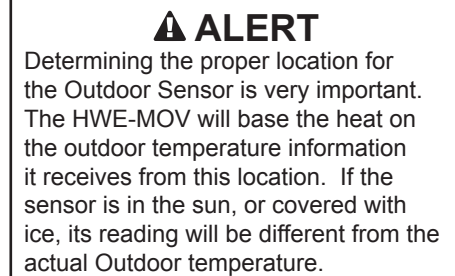 ⚠ ALERT
Determining the proper location for
the Outdoor Sensor is very important.
The HWE-MOV will base the heat on
the outdoor temperature information
it receives from this location.  If the
sensor is in the sun, or covered with
ice, its reading will be different from the
actual Outdoor temperature.